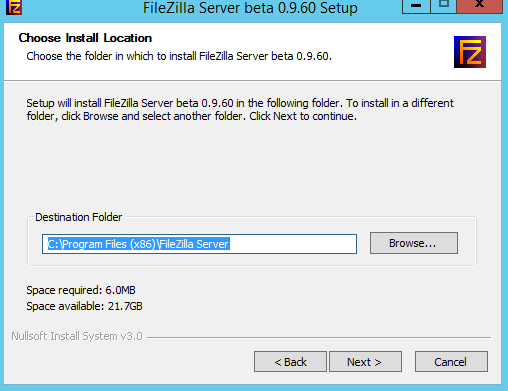 FileZilla Server beta 0.9.60 Setup
Choose Install Location
Choose the folder in which to install FileZilla Server beta 0.9.60.
Fz
Setup will install FileZilla Server beta 0.9.60 in the following folder. To install in a different
folder, click Browse and select another folder. Click Next to continue.
Destination Folder
C:\Program Files (x86)\FileZilla Server
Browse...
Space required: 6.0MB
Space available: 21.7GB
Nullsoft Install System v3.0
< Back
Next >
Cancel